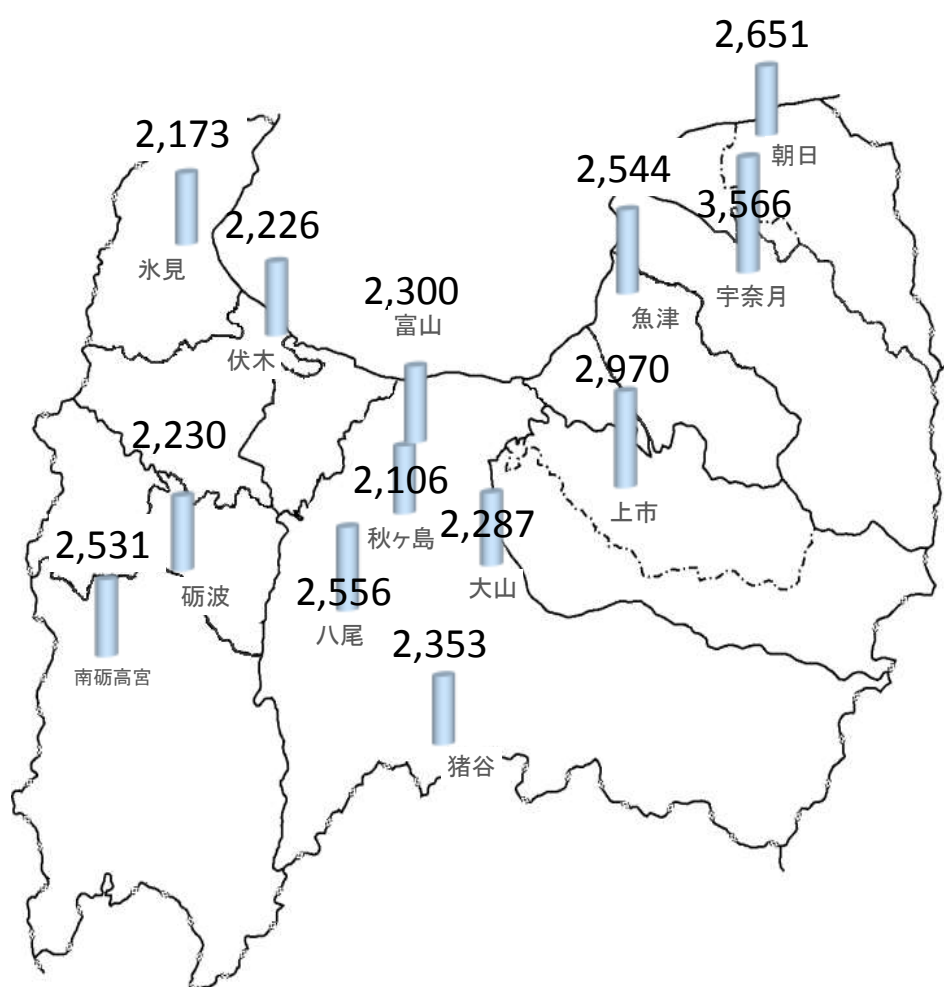 2,651
朝日
2,173
氷見
2,544
魚津
3,566
宇奈月
2,226
伏木
2,300
富山
2,970
上市
2,230
砺波
2,106
秋ヶ島
2,287
大山
2,531
南砺高宮
2,556
八尾
2,353
猪谷